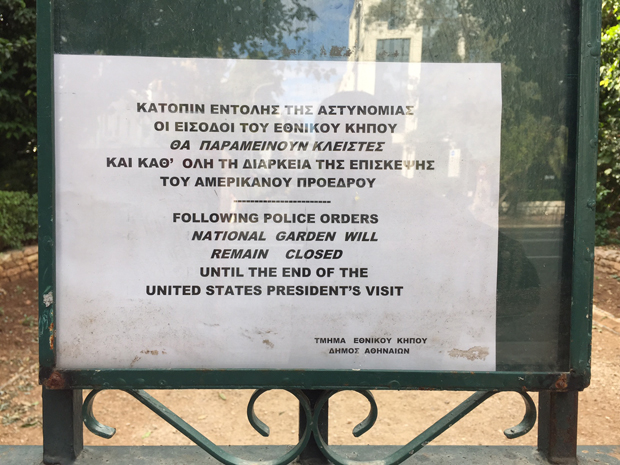 ΚΑΤΟΠΙΝ ΕΝΤΟΛΗΣ ΤΗΣ ΑΣΤΥΝΟΜΙΑΣ
ΟΙ ΕΙΣΟΔΟΙ ΤΟΥ ΕΘΝΙΚΟΥ ΚΗΠΟΥ
ΘΑ ΠΑΡΑΜΕΙΝΟΥΝ ΚΛΕΙΣΤΕΣ
ΚΑΙ ΚΑΘ’ ΟΛΗ ΤΗ ΔΙΑΡΚΕΙΑ ΤΗΣ ΕΠΙΣΚΕΨΗΣ
ΤΟΥ ΑΜΕΡΙΚΑΝΟΥ ΠΡΟΕΔΡΟΥ
-----------------------
FOLLOWING POLICE ORDERS
NATIONAL GARDEN WILL
REMAIN CLOSED
UNTIL THE END OF THE
UNITED STATES PRESIDENT’S VISIT
ΤΜΗΜΑ ΕΘΝΙΚΟΥ ΚΗΠΟΥ
ΔΗΜΟΣ ΑΘΗΝΑΙΩΝ